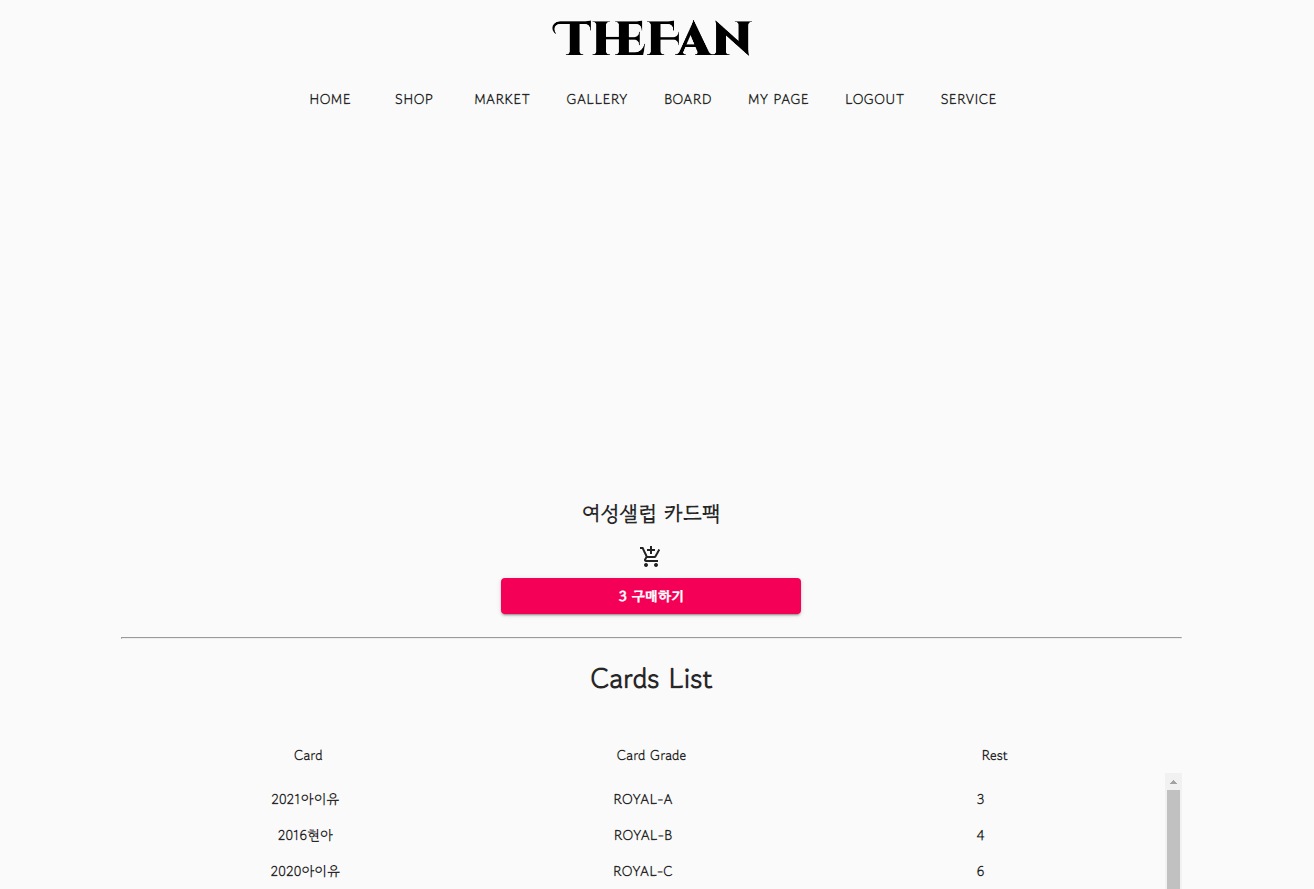 THEFAN
HOME SHOP MARKET GALLERY BOARD MY PAGE LOGOUT SERVICE
여성샐럽 카드팩
3 구매하기
Cards List
Card Card Grade Rest
2021아이유 ROYAL-A 3
2016현아 ROYAL-B 4
2020아이유 ROYAL-C 6